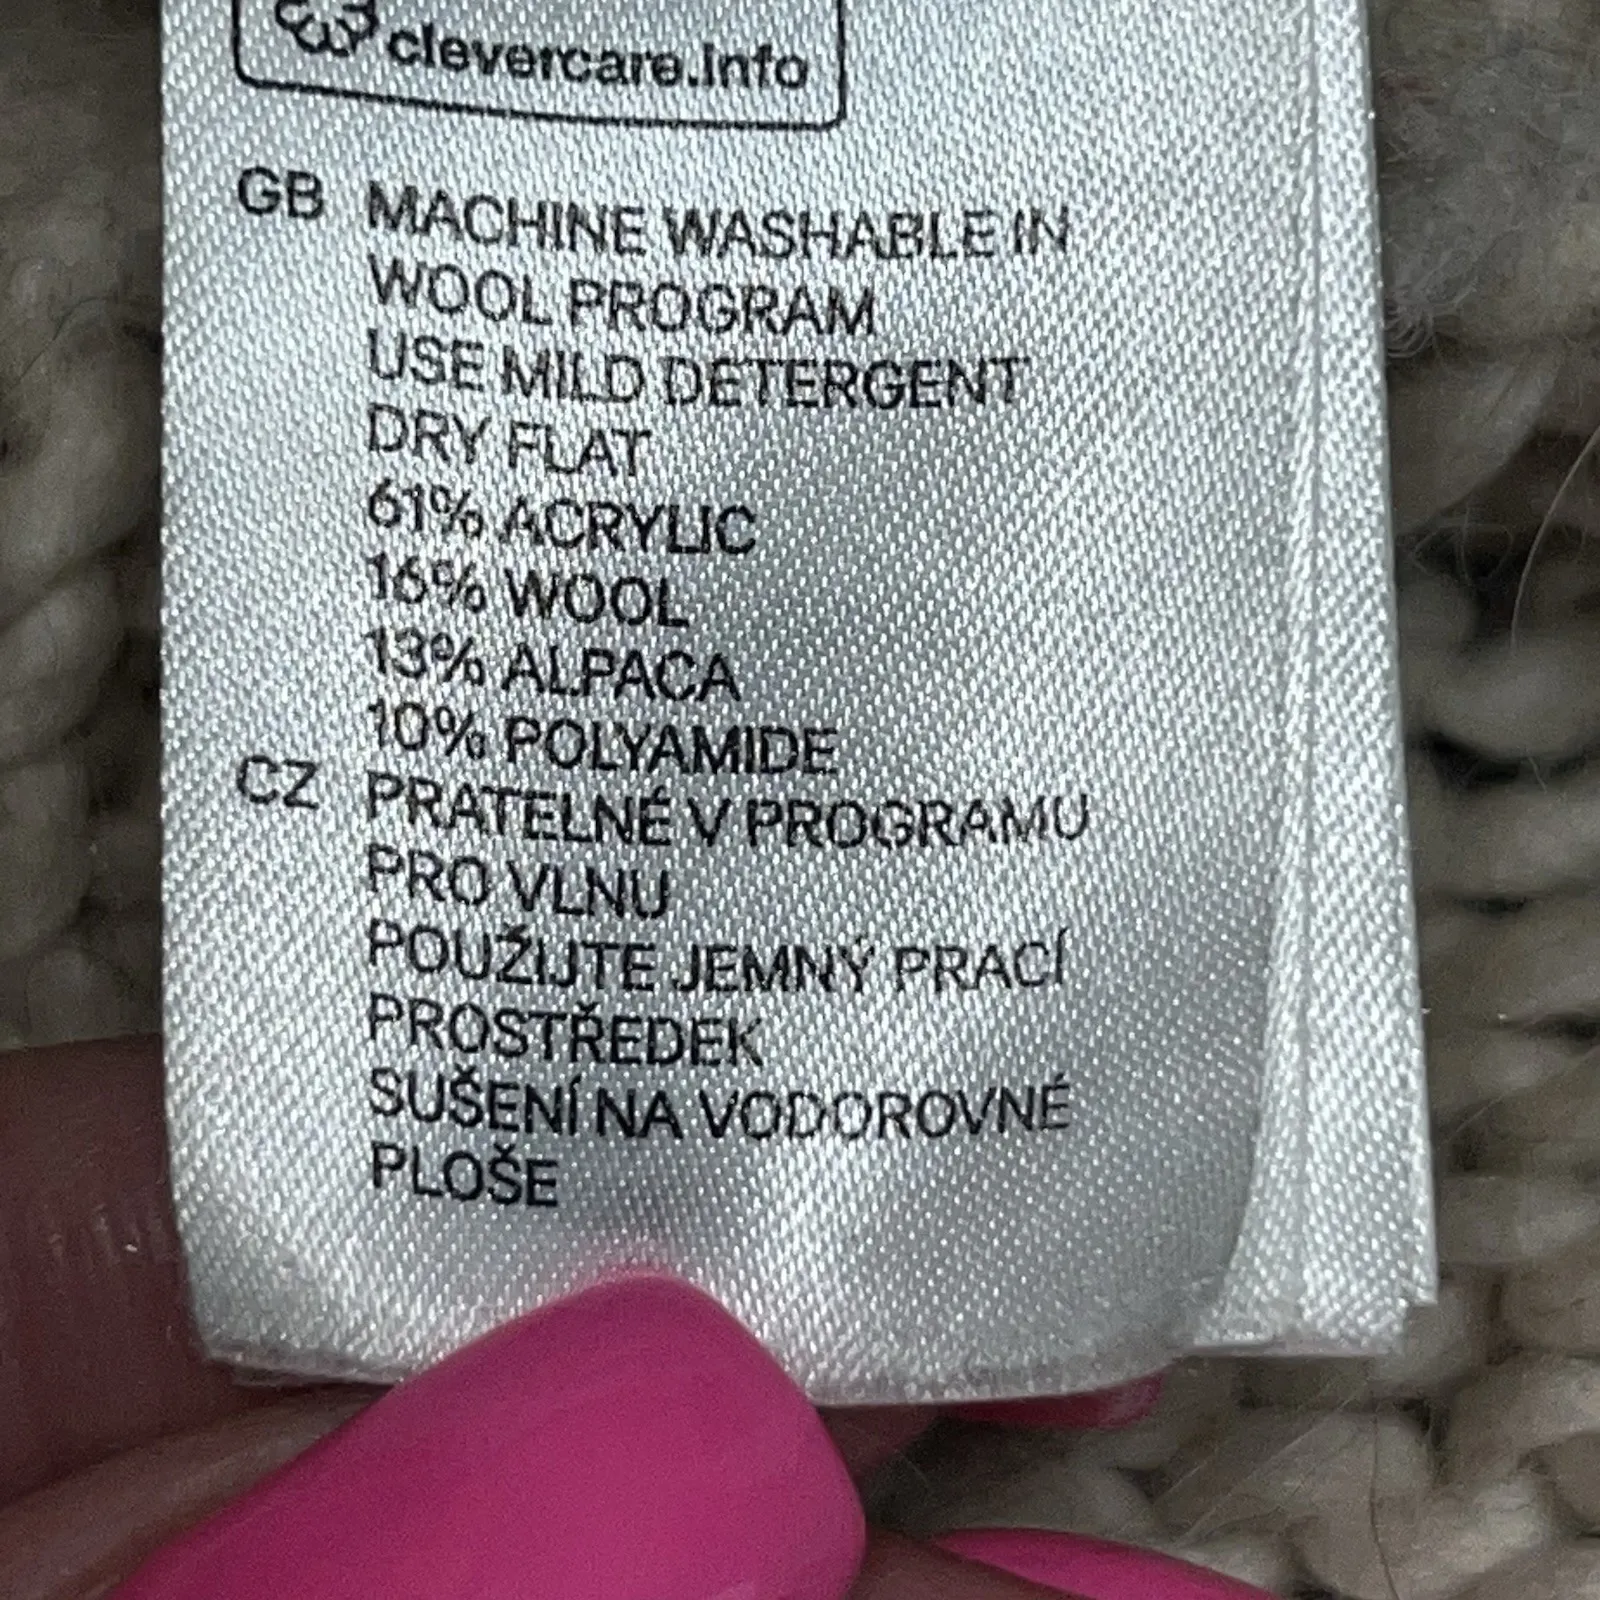 clevercare.info
GB MACHINE WASHABLE IN
WOOL PROGRAM
USE MILD DETERGENT
DRY FLAT
61% ACRYLIC
16% WOOL
13% ALPACA
10% POLYAMIDE
CZ PRATELNÉ V PROGRAMU
PRO VLNU
POUŽIJTE JEMNÝ PRACÍ
PROSTŘEDEK
SUŠENÍ NA VODOROVNÉ
PLOŠE